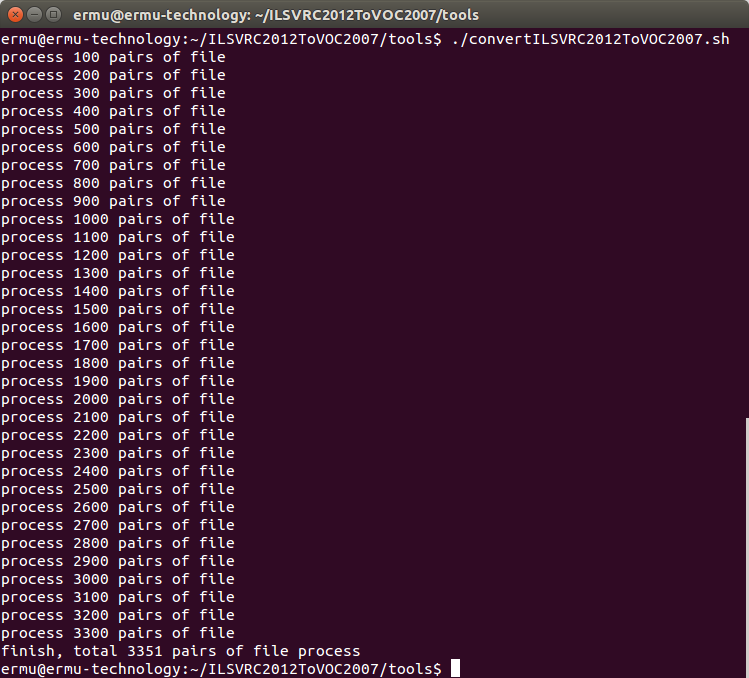 ermu@ermu-technology: ~/ILSVRC2012ToVOC2007/tools
ermu@ermu-technology:~/ILSVRC2012ToVOC2007/tools$ ./convertILSVRC2012ToVOC2007.sh
process 100 pairs of file
process 200 pairs of file
process 300 pairs of file
process 400 pairs of file
process 500 pairs of file
process 600 pairs of file
process 700 pairs of file
process 800 pairs of file
process 900 pairs of file
process 1000 pairs of file
process 1100 pairs of file
process 1200 pairs of file
process 1300 pairs of file
process 1400 pairs of file
process 1500 pairs of file
process 1600 pairs of file
process 1700 pairs of file
process 1800 pairs of file
process 1900 pairs of file
process 2000 pairs of file
process 2100 pairs of file
process 2200 pairs of file
process 2300 pairs of file
process 2400 pairs of file
process 2500 pairs of file
process 2600 pairs of file
process 2700 pairs of file
process 2800 pairs of file
process 2900 pairs of file
process 3000 pairs of file
process 3100 pairs of file
process 3200 pairs of file
process 3300 pairs of file
finish, total 3351 pairs of file process
ermu@ermu-technology:~/ILSVRC2012ToVOC2007/tools$